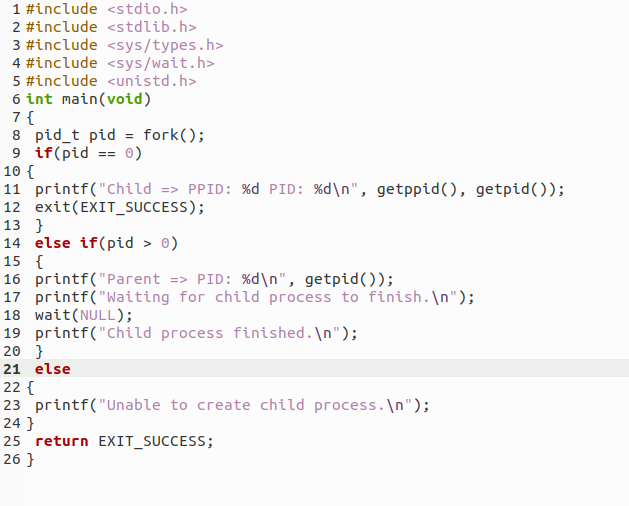 1 #include <stdio.h>
2 #include <stdlib.h>
3 #include <sys/types.h>
4 #include <sys/wait.h>
5 #include <unistd.h>
6 int main(void)
7 {
8  pid_t pid = fork();
9  if(pid == 0)
10 {
11  printf("Child => PPID: %d PID: %d\n", getppid(), getpid());
12  exit(EXIT_SUCCESS);
13  }
14  else if(pid > 0)
15  {
16  printf("Parent => PID: %d\n", getpid());
17  printf("Waiting for child process to finish.\n");
18  wait(NULL);
19  printf("Child process finished.\n");
20  }
21  else
22 {
23  printf("Unable to create child process.\n");
24 }
25  return EXIT_SUCCESS;
26 }